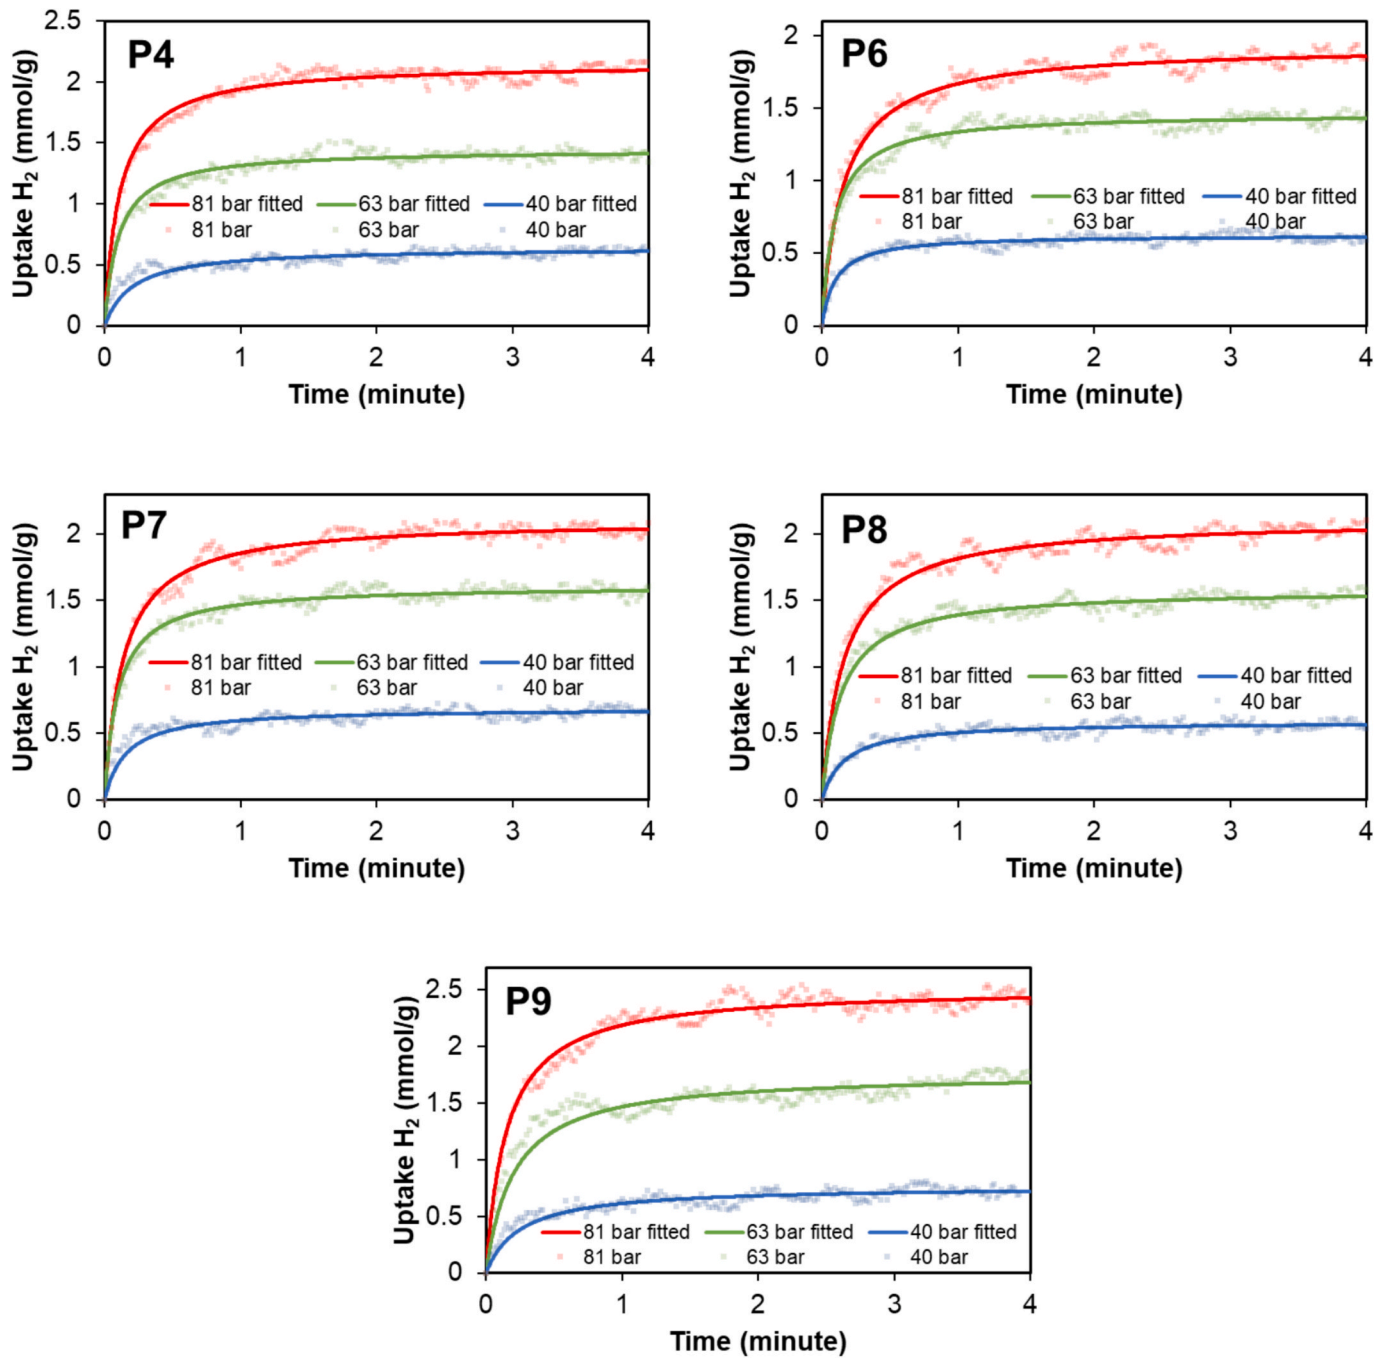 P4
Uptake H₂ (mmol/g)
2.5
2
1.5
1
0.5
0
81 bar fitted 63 bar fitted 40 bar fitted
81 bar 63 bar 40 bar
0 1 2 3 4
Time (minute)
P6
Uptake H₂ (mmol/g)
2
1.5
1
0.5
0
81 bar fitted 63 bar fitted 40 bar fitted
81 bar 63 bar 40 bar
0 1 2 3 4
Time (minute)
P7
Uptake H₂ (mmol/g)
2
1.5
1
0.5
0
81 bar fitted 63 bar fitted 40 bar fitted
81 bar 63 bar 40 bar
0 1 2 3 4
Time (minute)
P8
Uptake H₂ (mmol/g)
2
1.5
1
0.5
0
81 bar fitted 63 bar fitted 40 bar fitted
81 bar 63 bar 40 bar
0 1 2 3 4
Time (minute)
P9
Uptake H₂ (mmol/g)
2.5
2
1.5
1
0.5
0
81 bar fitted 63 bar fitted 40 bar fitted
81 bar 63 bar 40 bar
0 1 2 3 4
Time (minute)